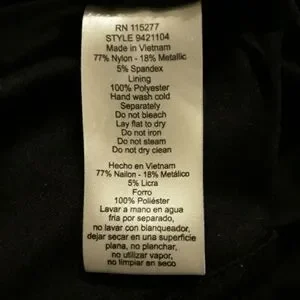 RN 115277
STYLE 9421104
Made in Vietnam
77% Nylon - 18% Metallic
5% Spandex
Lining
100% Polyester
Hand wash cold
Separately
Do not bleach
Lay flat to dry
Do not iron
Do not steam
Do not dry clean
Hecho en Vietnam
77% Nailon - 18% Metálico
5% Licra
Forro
100% Poliéster
Lavar a mano en agua
fría por separado,
no lavar con blanqueador,
dejar secar en una superficie
plana, no planchar,
no utilizar vapor,
no limpiar en seco